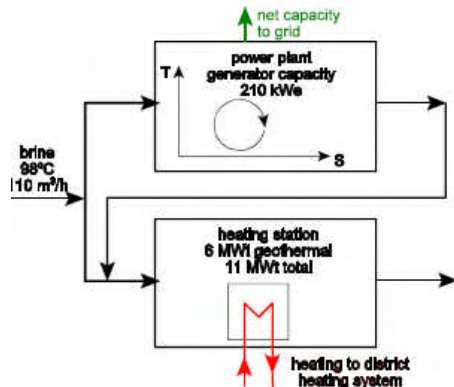 net capacity
to grid
power plant
generator capacity
210 kWe
T
S
brine
98ºC
110 m³/h
heating station
6 MWt geothermal
11 MWt total
heating to district
heating system